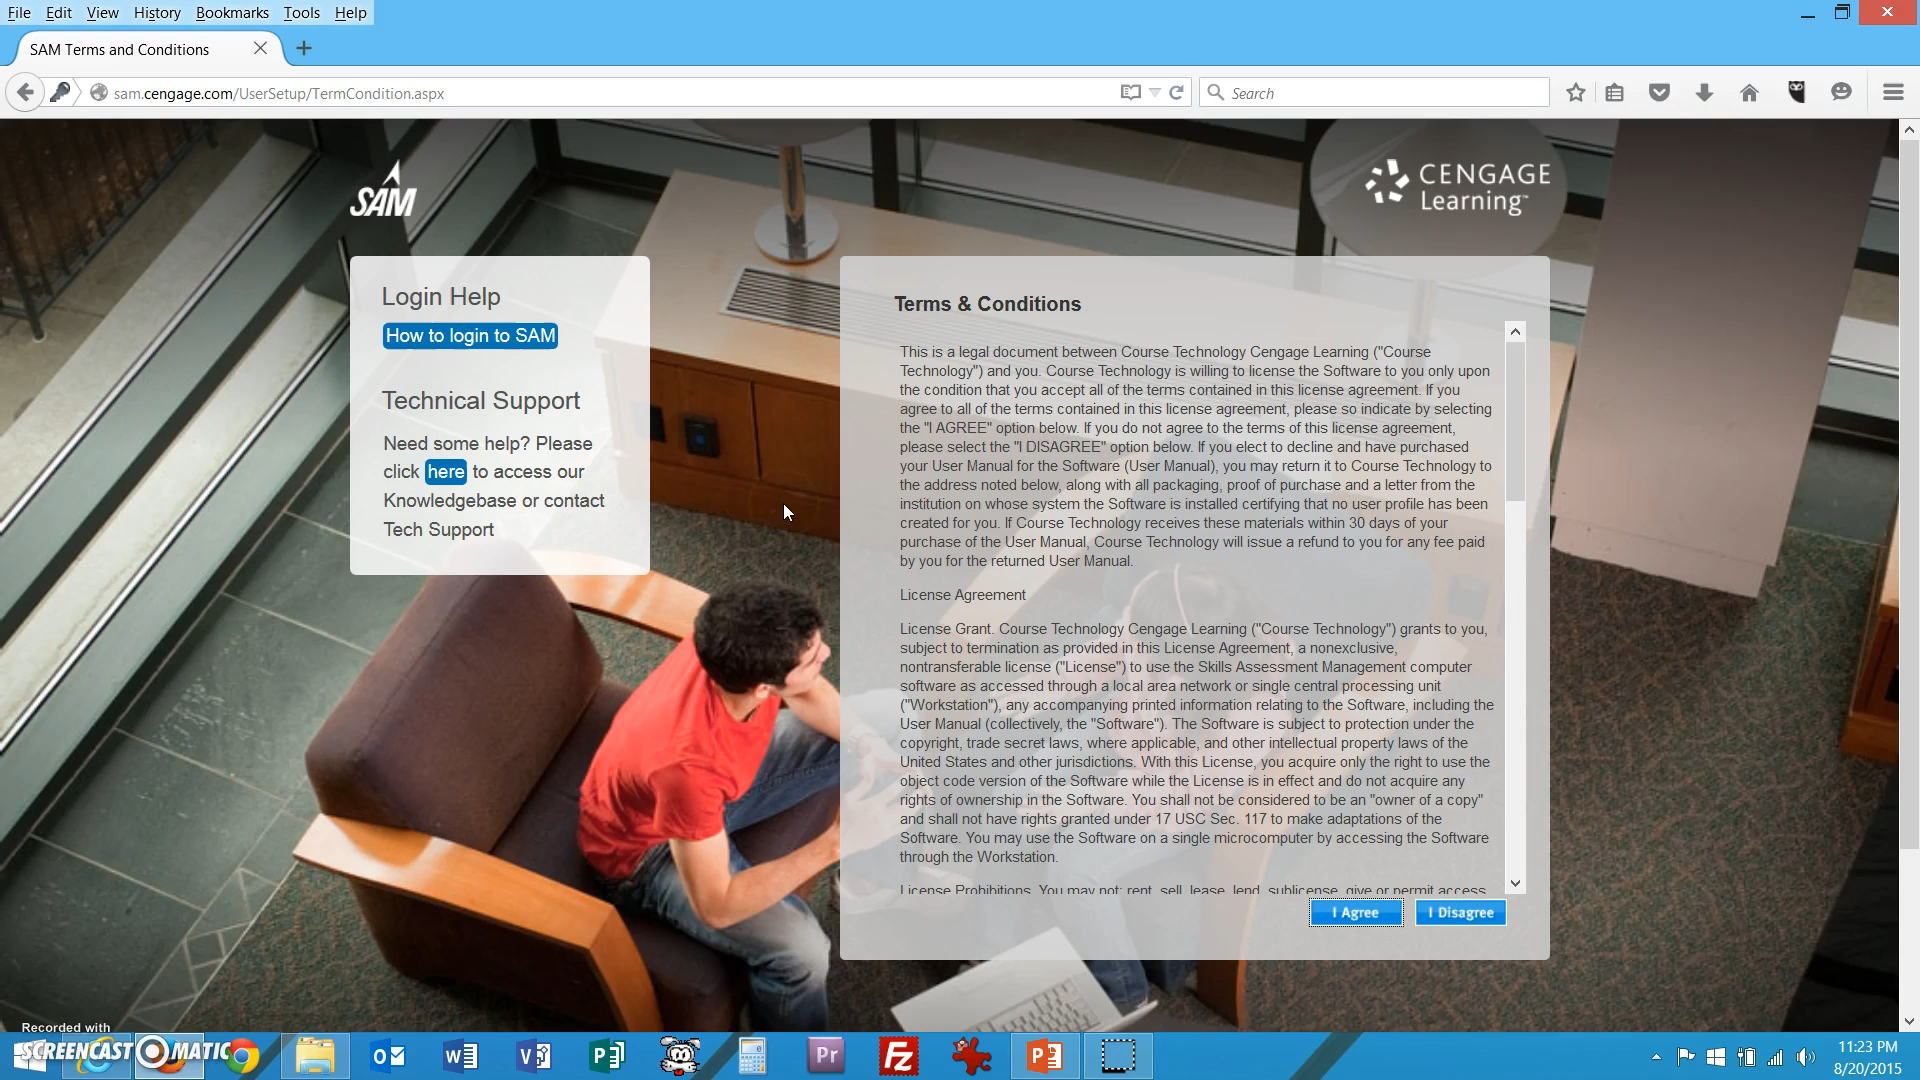 File Edit View History Bookmarks Tools Help
SAM Terms and Conditions
sam.cengage.com/UserSetup/TermCondition.aspx
Search
SAM
CENGAGE
Learning™
Login Help
How to login to SAM
Technical Support
Need some help? Please
click here to access our
Knowledgebase or contact
Tech Support
Terms & Conditions
This is a legal document between Course Technology Cengage Learning ("Course
Technology") and you. Course Technology is willing to license the Software to you only upon
the condition that you accept all of the terms contained in this license agreement. If you
agree to all of the terms contained in this license agreement, please so indicate by selecting
the "I AGREE" option below. If you do not agree to the terms of this license agreement,
please select the "I DISAGREE" option below. If you elect to decline and have purchased
your User Manual for the Software (User Manual), you may return it to Course Technology to
the address noted below, along with all packaging, proof of purchase and a letter from the
institution on whose system the Software is installed certifying that no user profile has been
created for you. If Course Technology receives these materials within 30 days of your
purchase of the User Manual, Course Technology will issue a refund to you for any fee paid
by you for the returned User Manual.
License Agreement
License Grant. Course Technology Cengage Learning ("Course Technology") grants to you,
subject to termination as provided in this License Agreement, a nonexclusive,
nontransferable license ("License") to use the Skills Assessment Management computer
software as accessed through a local area network or single central processing unit
("Workstation"), any accompanying printed information relating to the Software, including the
User Manual (collectively, the "Software"). The Software is subject to protection under the
copyright, trade secret laws, where applicable, and other intellectual property laws of the
United States and other jurisdictions. With this License, you acquire only the right to use the
object code version of the Software while the License is in effect and do not acquire any
rights of ownership in the Software. You shall not be considered to be an "owner of a copy"
and shall not have rights granted under 17 USC Sec. 117 to make adaptations of the
Software. You may use the Software on a single microcomputer by accessing the Software
through the Workstation.
License Prohibitions. You may not: rent, sell, lease, lend, sublicense, give or permit access
I Agree I Disagree
Recorded with
SCREENCAST MATIC
Pr
Fz
11:23 PM
8/20/2015